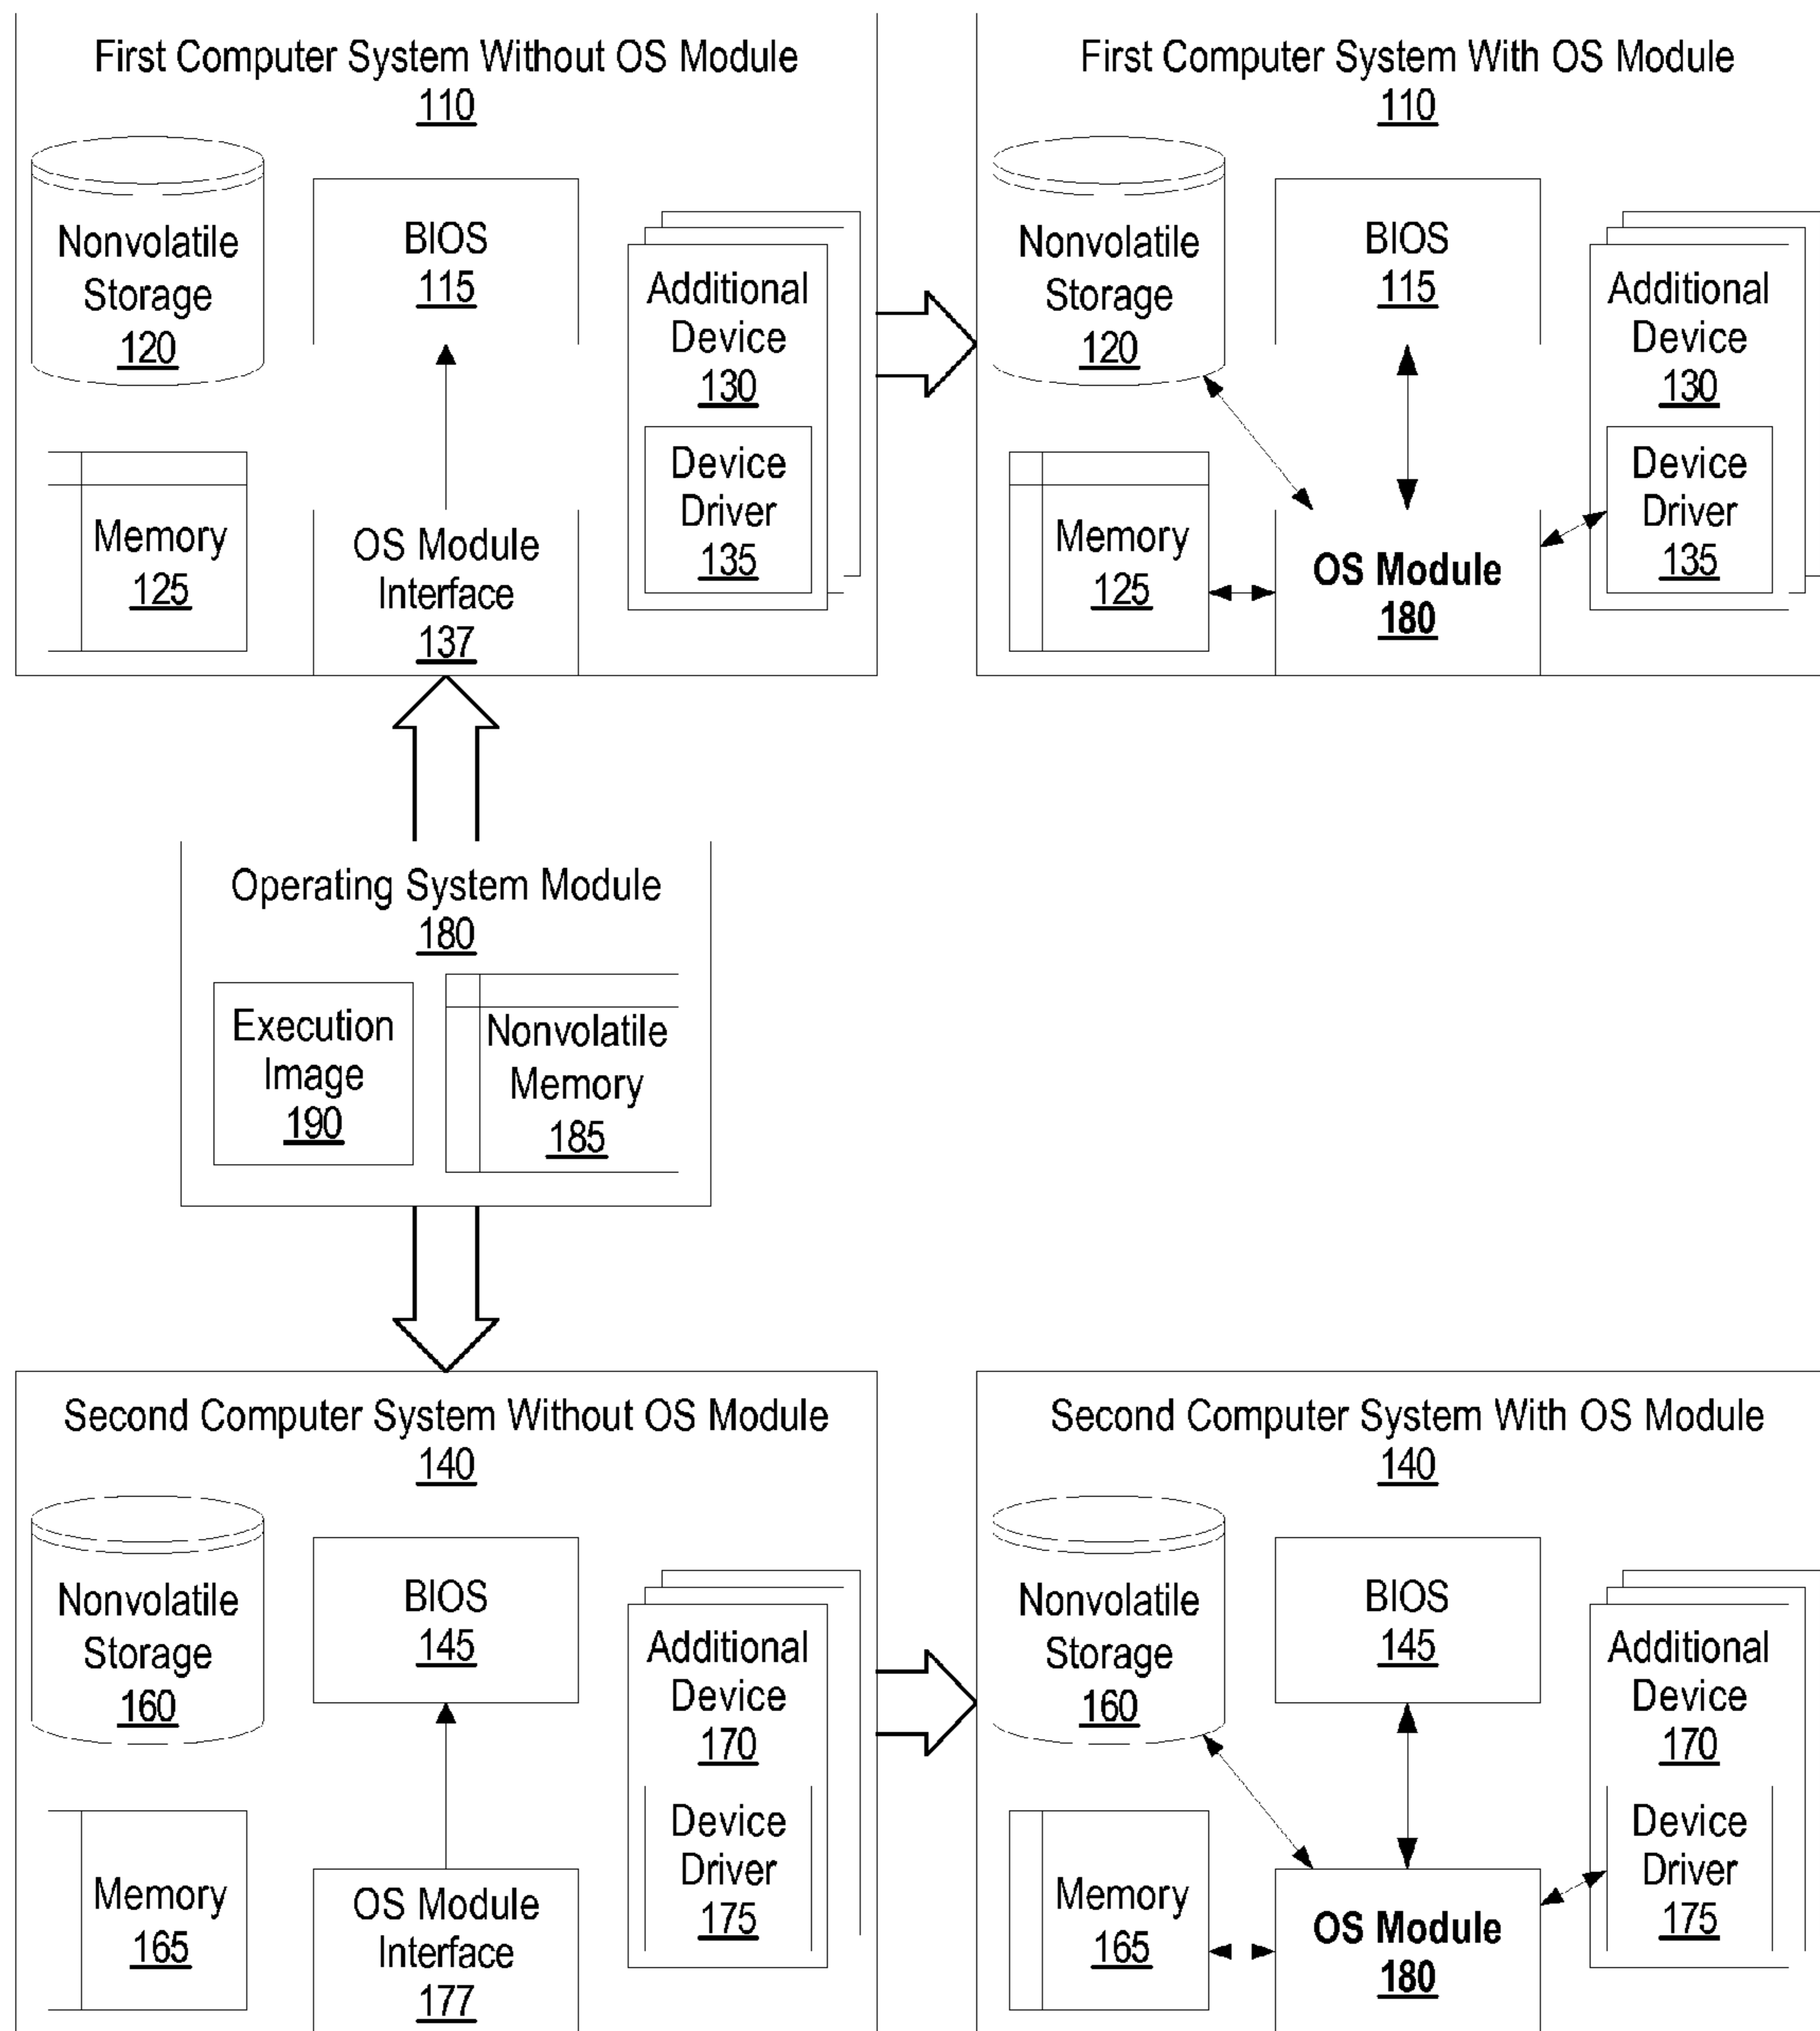 First Computer System Without OS Module
110
Nonvolatile
Storage
120
BIOS
115
Additional
Device
130
Device
Driver
135
Memory
125
OS Module
Interface
137
First Computer System With OS Module
110
Nonvolatile
Storage
120
BIOS
115
Additional
Device
130
Device
Driver
135
Memory
125
OS Module
180
Operating System Module
180
Execution
Image
190
Nonvolatile
Memory
185
Second Computer System Without OS Module
140
Nonvolatile
Storage
160
BIOS
145
Additional
Device
170
Device
Driver
175
Memory
165
OS Module
Interface
177
Second Computer System With OS Module
140
Nonvolatile
Storage
160
BIOS
145
Additional
Device
170
Device
Driver
175
Memory
165
OS Module
180